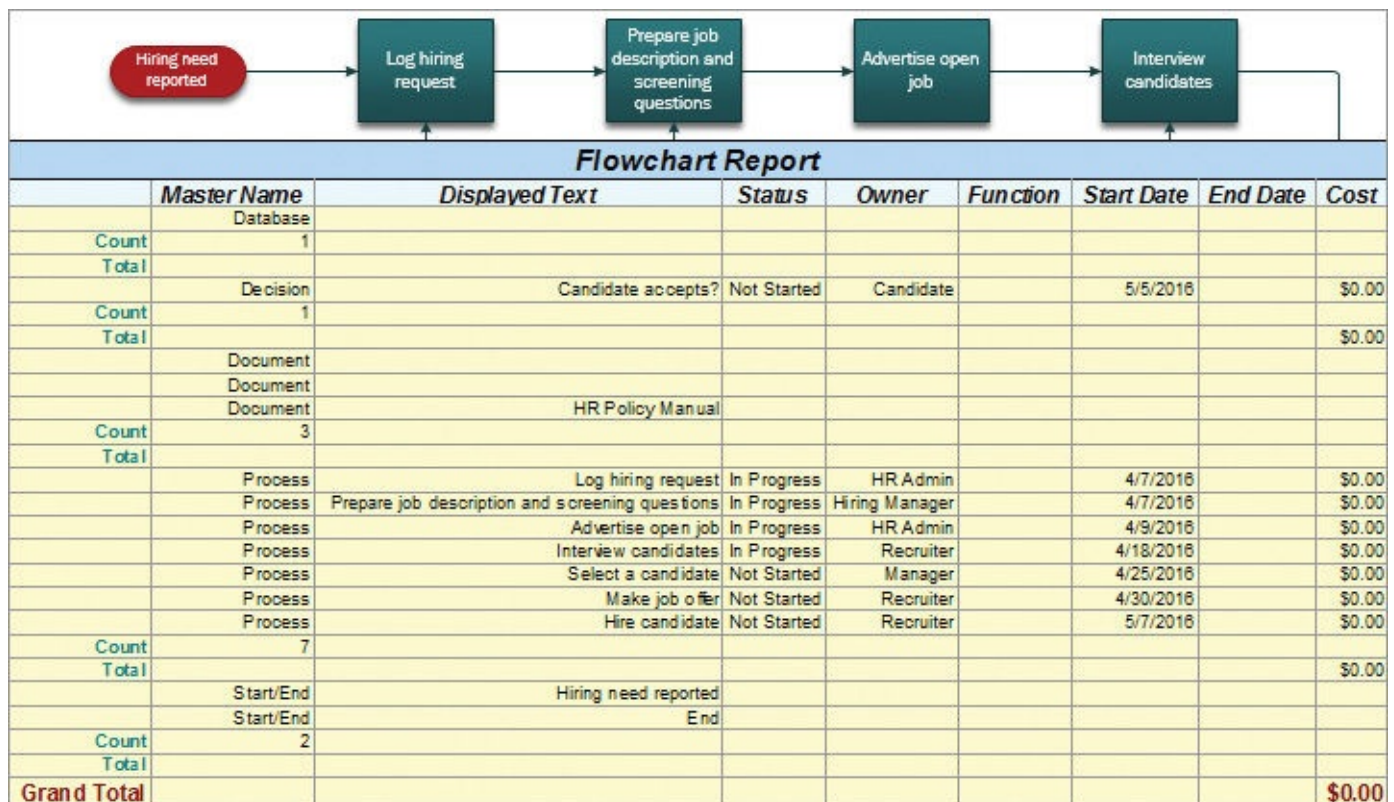 Hiring need
reported
Log hiring
request
Prepare job
description and
screening
questions
Advertise open
job
Interview
candidates
Flowchart Report
Master Name Displayed Text Status Owner Function Start Date End Date Cost
Database
Count 1
Total
Decision Candidate accepts? Not Started Candidate 5/5/2016 $0.00
Count 1
Total $0.00
Document
Document
Document HR Policy Manual
Count 3
Total
Process Log hiring request In Progress HR Admin 4/7/2016 $0.00
Process Prepare job description and screening questions In Progress Hiring Manager 4/7/2016 $0.00
Process Advertise open job In Progress HR Admin 4/9/2016 $0.00
Process Interview candidates In Progress Recruiter 4/18/2016 $0.00
Process Select a candidate Not Started Manager 4/25/2016 $0.00
Process Make job offer Not Started Recruiter 4/30/2016 $0.00
Process Hire candidate Not Started Recruiter 5/7/2016 $0.00
Count 7
Total $0.00
Start/End Hiring need reported
Start/End End
Count 2
Total
Grand Total $0.00